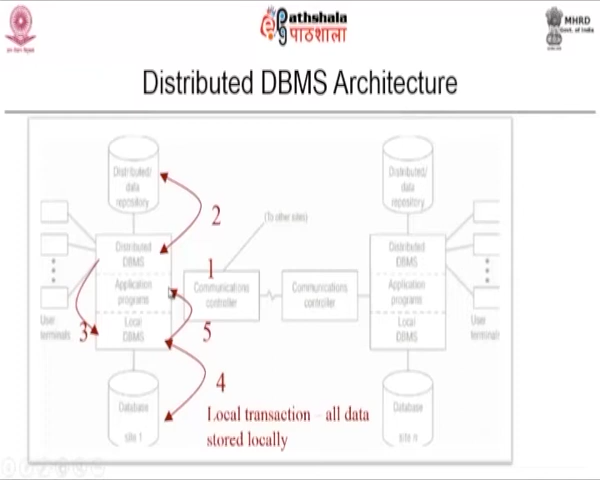 Pathshala
पाठशाला
MHRD
Govt. of India
Distributed DBMS Architecture
Distributed/
data
repository
Distributed/
data
repository
2
(To other sites)
Distributed
DBMS
Distributed
DBMS
1
Application
programs
Communications
controller
Communications
controller
Application
programs
User
terminals
3
Local
DBMS
5
Local
DBMS
User
terminals
4
Database
site 1
Local transaction – all data
stored locally
Database
site n